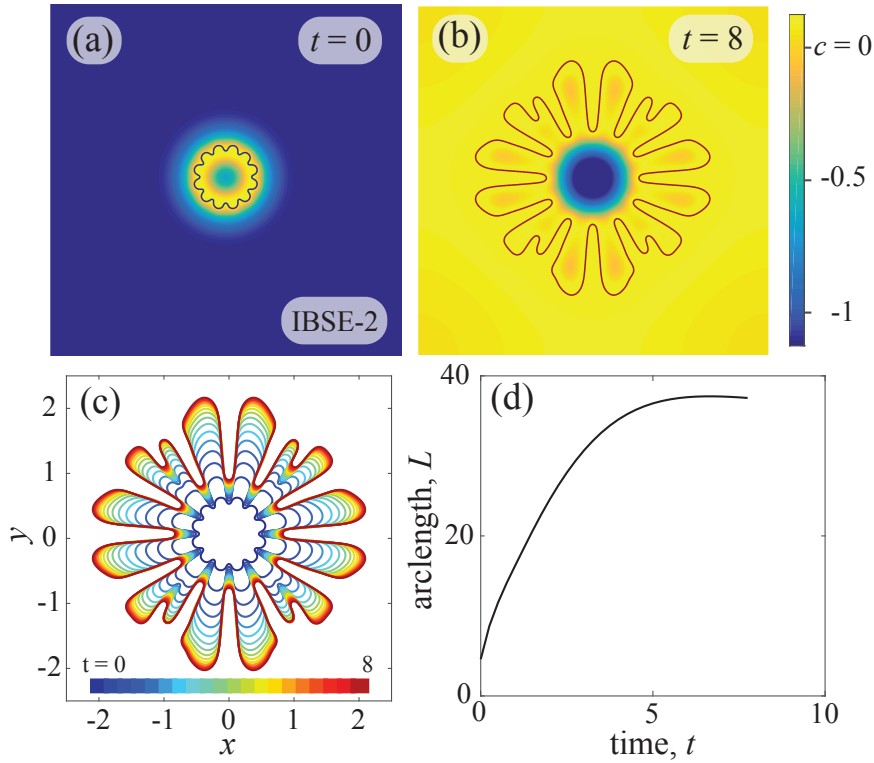 (a)
t = 0
IBSE-2
(b)
t = 8
c = 0
-0.5
-1
(c)
2
1
0
-1
-2
y
t = 0
8
-2
-1
0
1
2
x
(d)
40
20
0
arclength, L
0
5
10
time, t